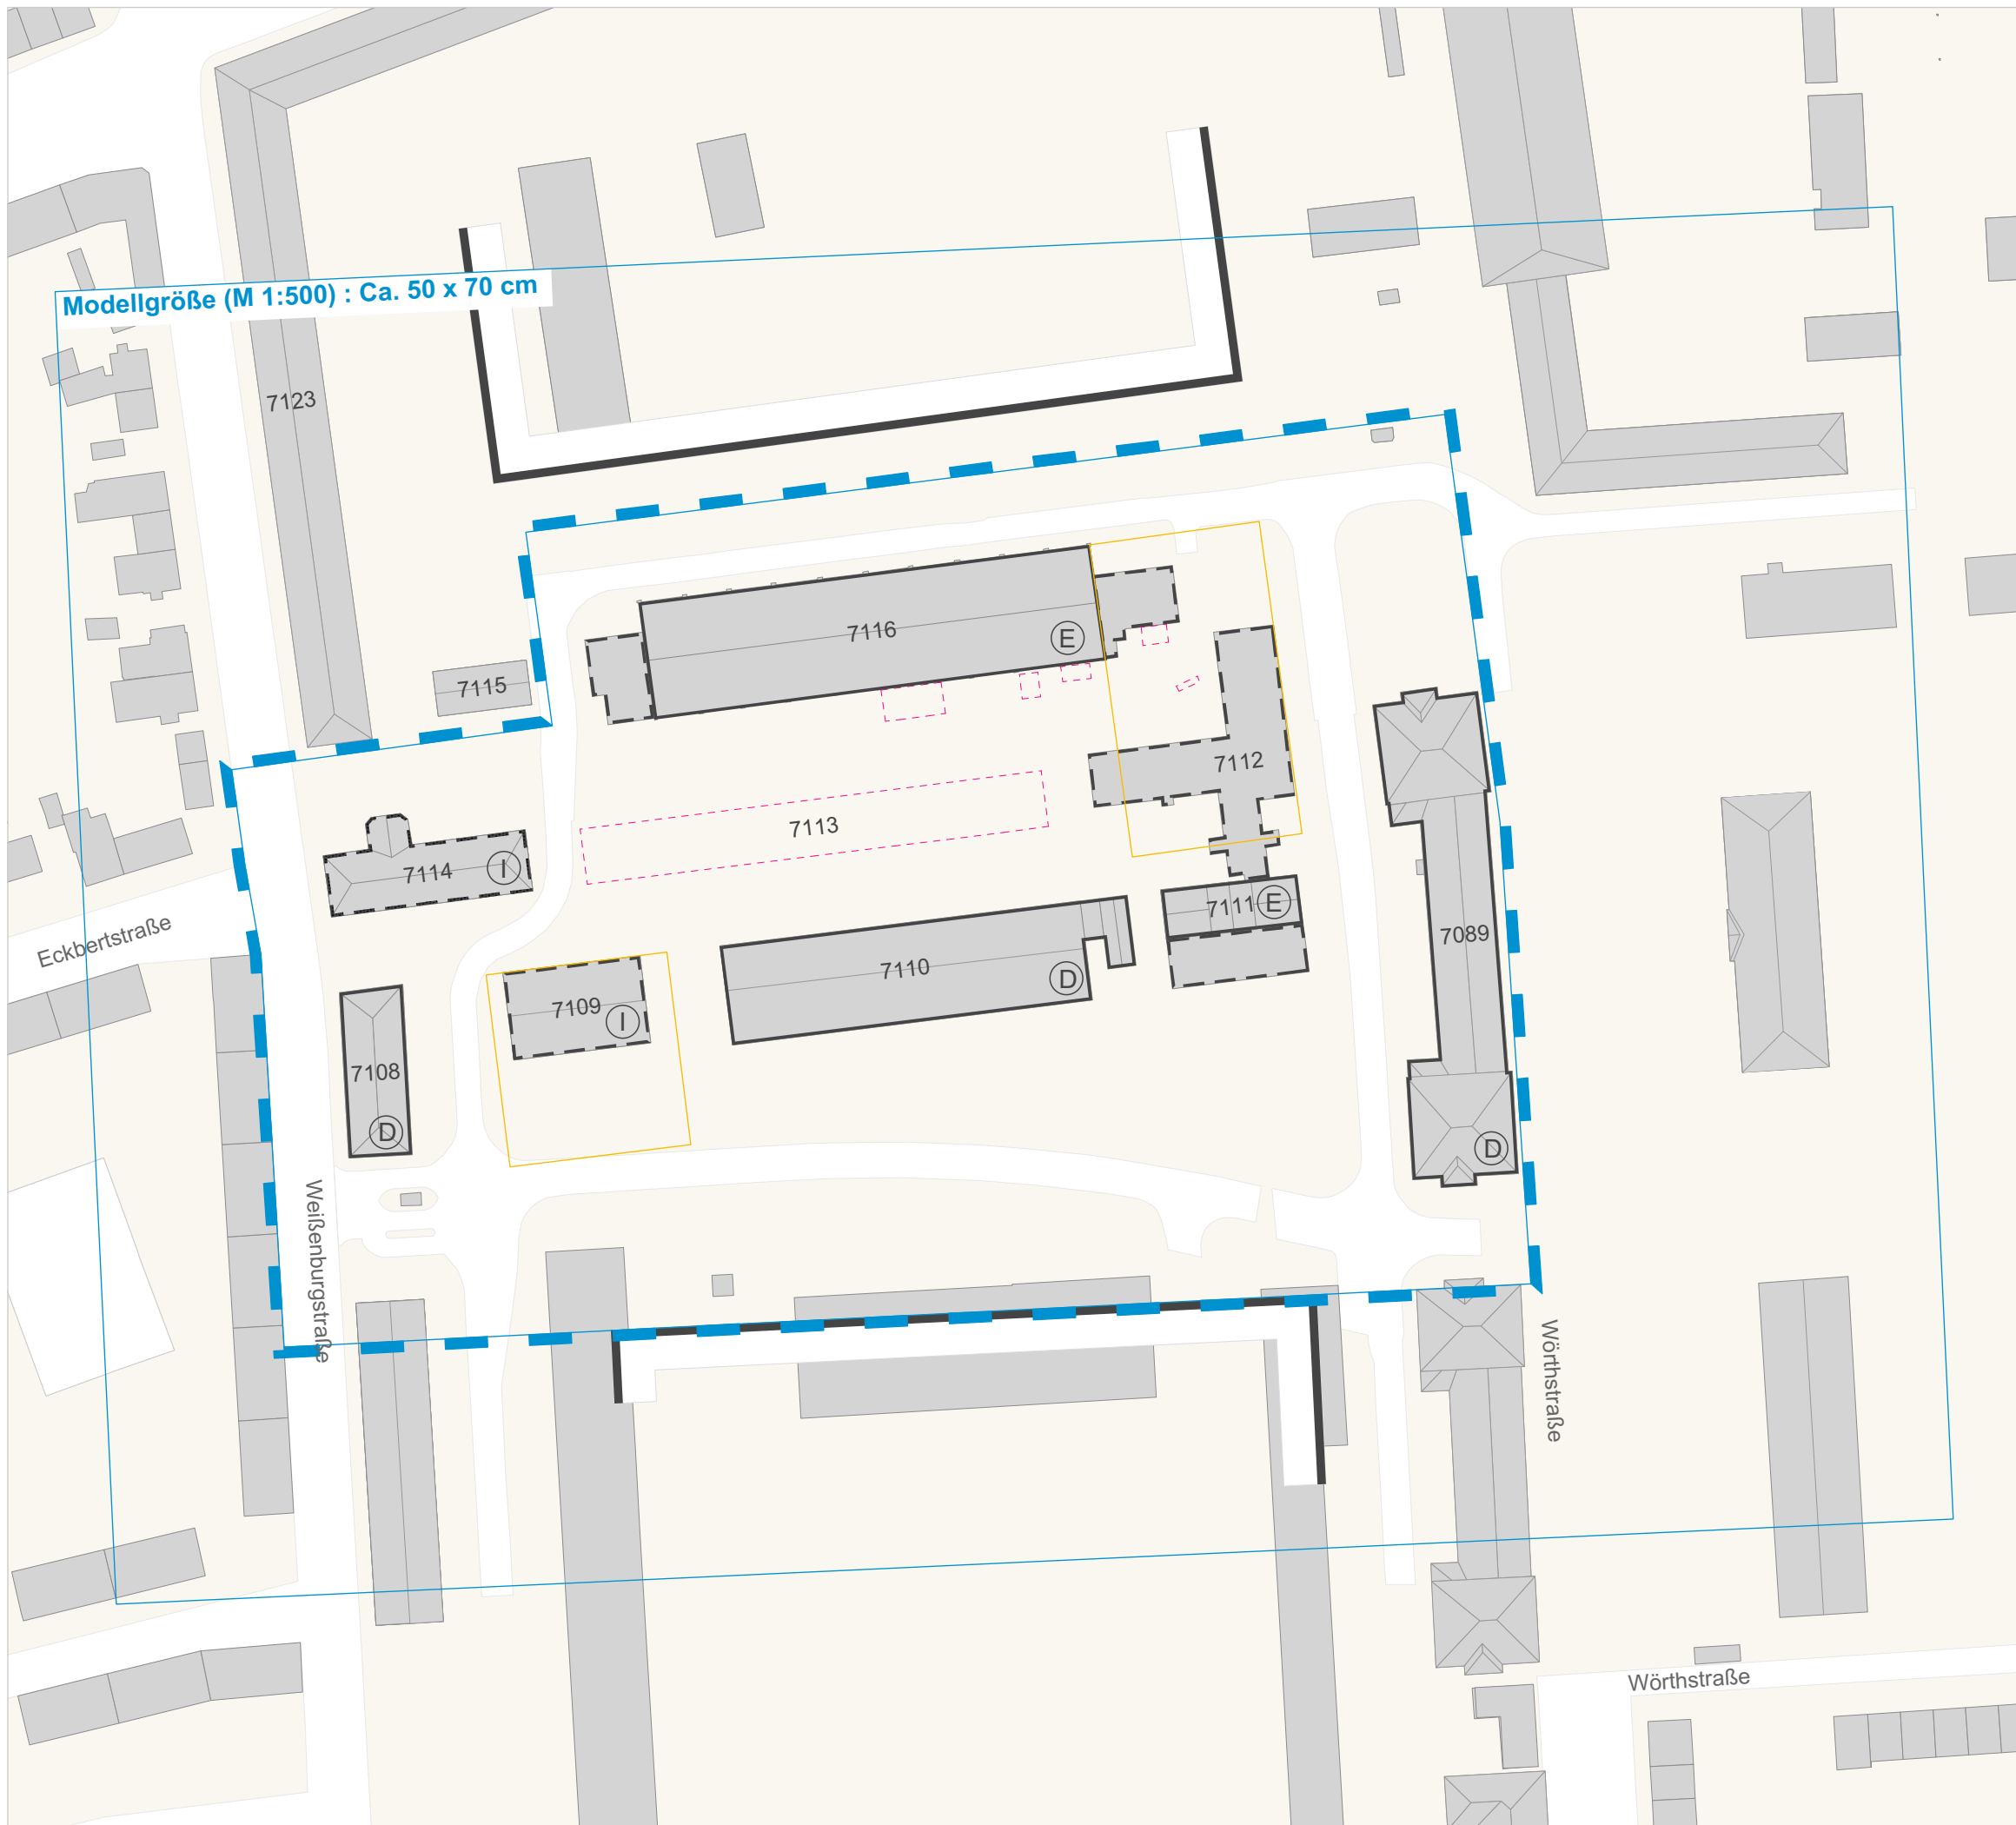 Modellgröße (M 1:500) : Ca. 50 x 70 cm
7123
7116
E
7115
7112
7113
7114
I
7111
E
Eckbertstraße
7089
7110
D
7109
I
7108
D
D
Weißenburgstraße
Wörthstraße
Wörthstraße